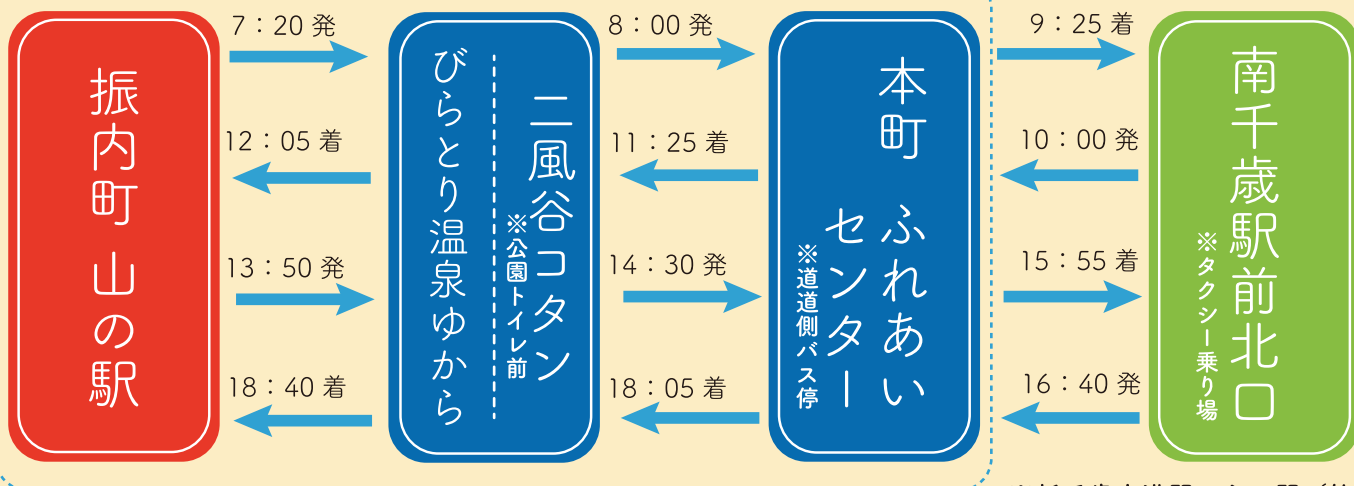 振内町 山の駅
7：20 発
12：05 着
13：50 発
18：40 着
二風谷コタン
※公園トイレ前
びらとり温泉ゆから
8：00 発
11：25 着
14：30 発
18：05 着
本町 ふれあい
センター
※道道側バス停
9：25 着
10：00 発
15：55 着
16：40 発
南千歳駅前北口
※タクシー乗り場